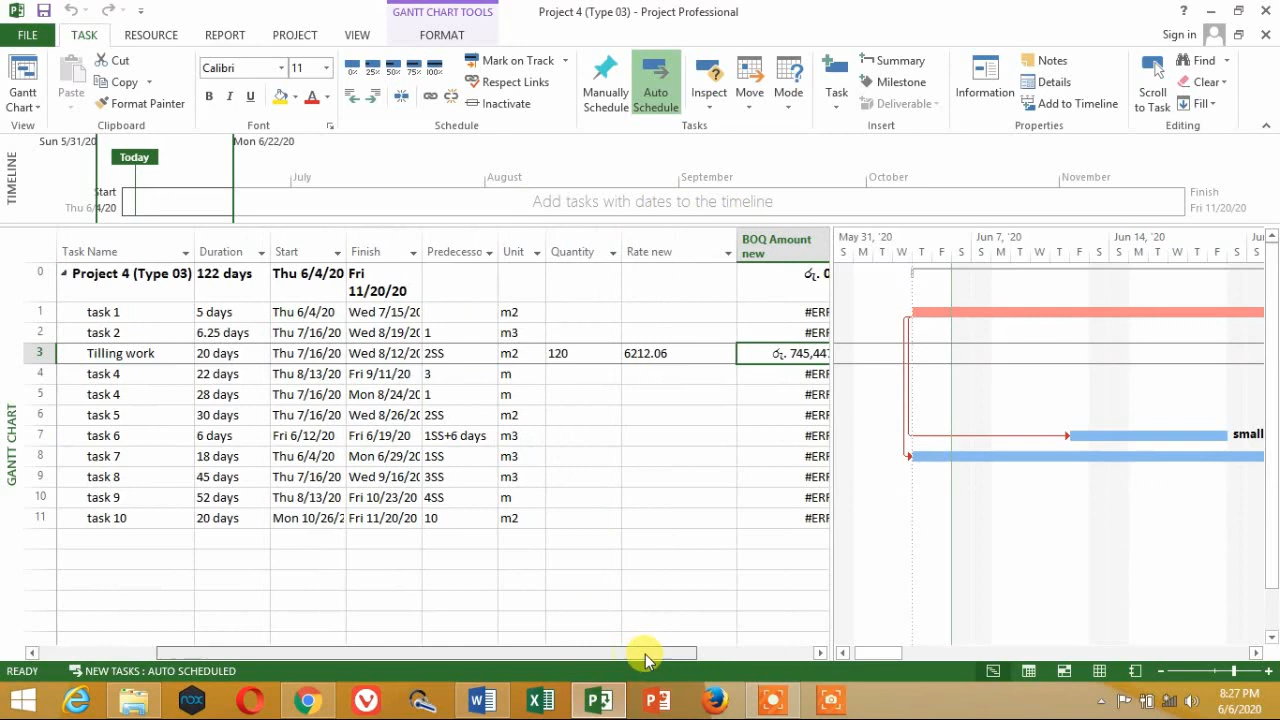 GANTT CHART TOOLS
Project 4 (Type 03) - Project Professional
FILE TASK RESOURCE REPORT PROJECT VIEW FORMAT Sign in
Gantt Chart
View
Paste
Cut
Copy
Format Painter
Clipboard
Calibri 11
B I U A
Font
0% 25% 50% 75% 100%
Mark on Track
Respect Links
Inactivate
Schedule
Manually Schedule
Auto Schedule
Inspect
Move
Mode
Tasks
Task
Summary
Milestone
Deliverable
Insert
Information
Notes
Details
Add to Timeline
Properties
Scroll to Task
Find
Clear
Fill
Editing
TIMELINE
Sun 5/31/20 Mon 6/22/20
Today
July August September October November
Start
Thu 6/4/20
Add tasks with dates to the timeline
Finish
Fri 11/20/20
GANTT CHART
Task Name Duration Start Finish Predecesso Unit Quantity Rate new BOQ Amount new
0 Project 4 (Type 03) 122 days Thu 6/4/20 Fri 11/20/20 රු. 0
1 task 1 5 days Thu 6/4/20 Wed 7/15/20 m2 #ERR
2 task 2 6.25 days Thu 7/16/20 Wed 8/19/20 1 m3 #ERR
3 Tilling work 20 days Thu 7/16/20 Wed 8/12/20 2SS m2 120 6212.06 රු. 745,447
4 task 4 22 days Thu 8/13/20 Fri 9/11/20 3 m #ERR
5 task 4 28 days Thu 7/16/20 Mon 8/24/20 1 m #ERR
6 task 5 30 days Thu 7/16/20 Wed 8/26/20 2SS m2 #ERR
7 task 6 6 days Fri 6/12/20 Fri 6/19/20 1SS+6 days m3 #ERR
8 task 7 18 days Thu 6/4/20 Mon 6/29/20 1SS m3 #ERR
9 task 8 45 days Thu 7/16/20 Wed 9/16/20 3SS m3 #ERR
10 task 9 52 days Thu 8/13/20 Fri 10/23/20 4SS m #ERR
11 task 10 20 days Mon 10/26/2 Fri 11/20/20 10 m2 #ERR
May 31, '20 Jun 7, '20 Jun 14, '20 Ju
S M T W T F S S M T W T F S S M T W T F S S
small
READY NEW TASKS : AUTO SCHEDULED
8:27 PM
6/6/2020